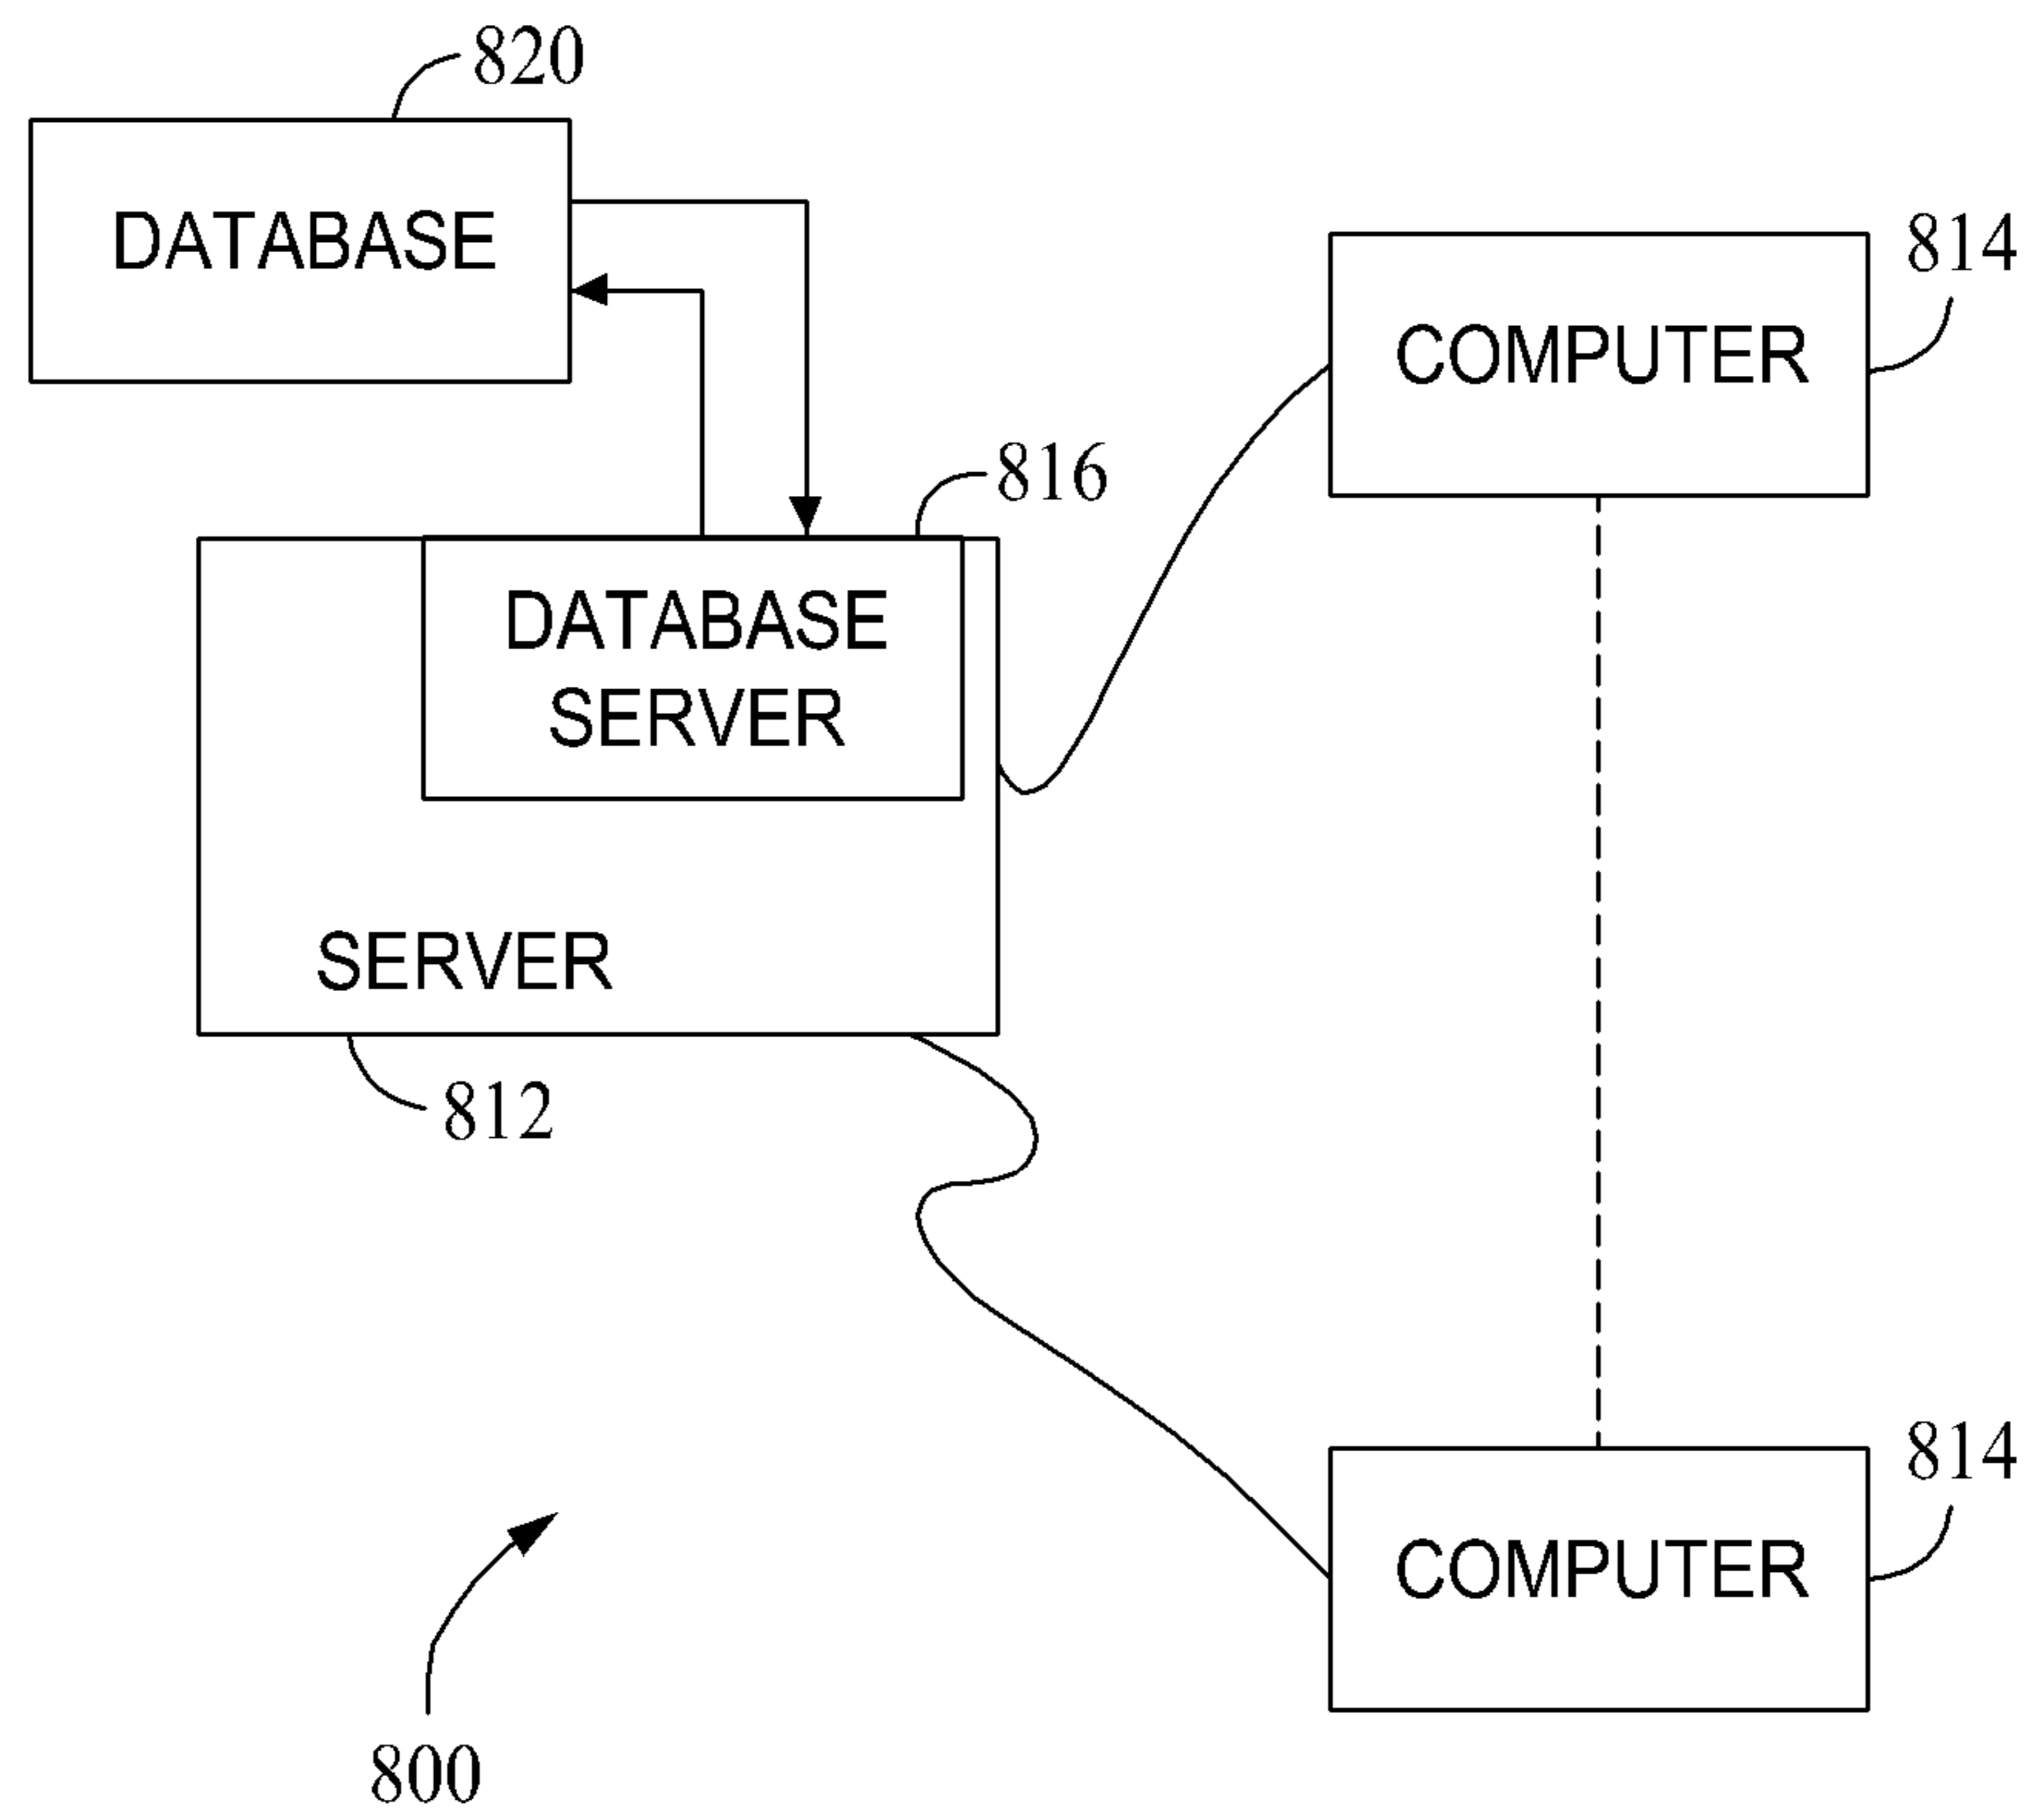 820
DATABASE
814
COMPUTER
816
DATABASE
SERVER
SERVER
812
814
COMPUTER
800